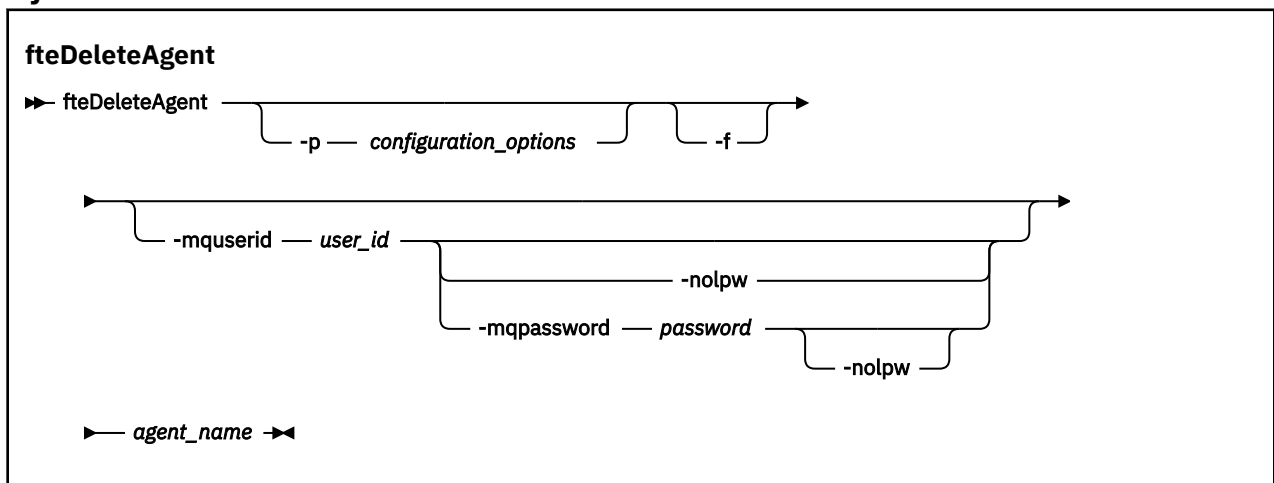 fteDeleteAgent
fteDeleteAgent
-p configuration_options -f
-mquserid user_id
-nolpw
-mqpassword password
-nolpw
agent_name